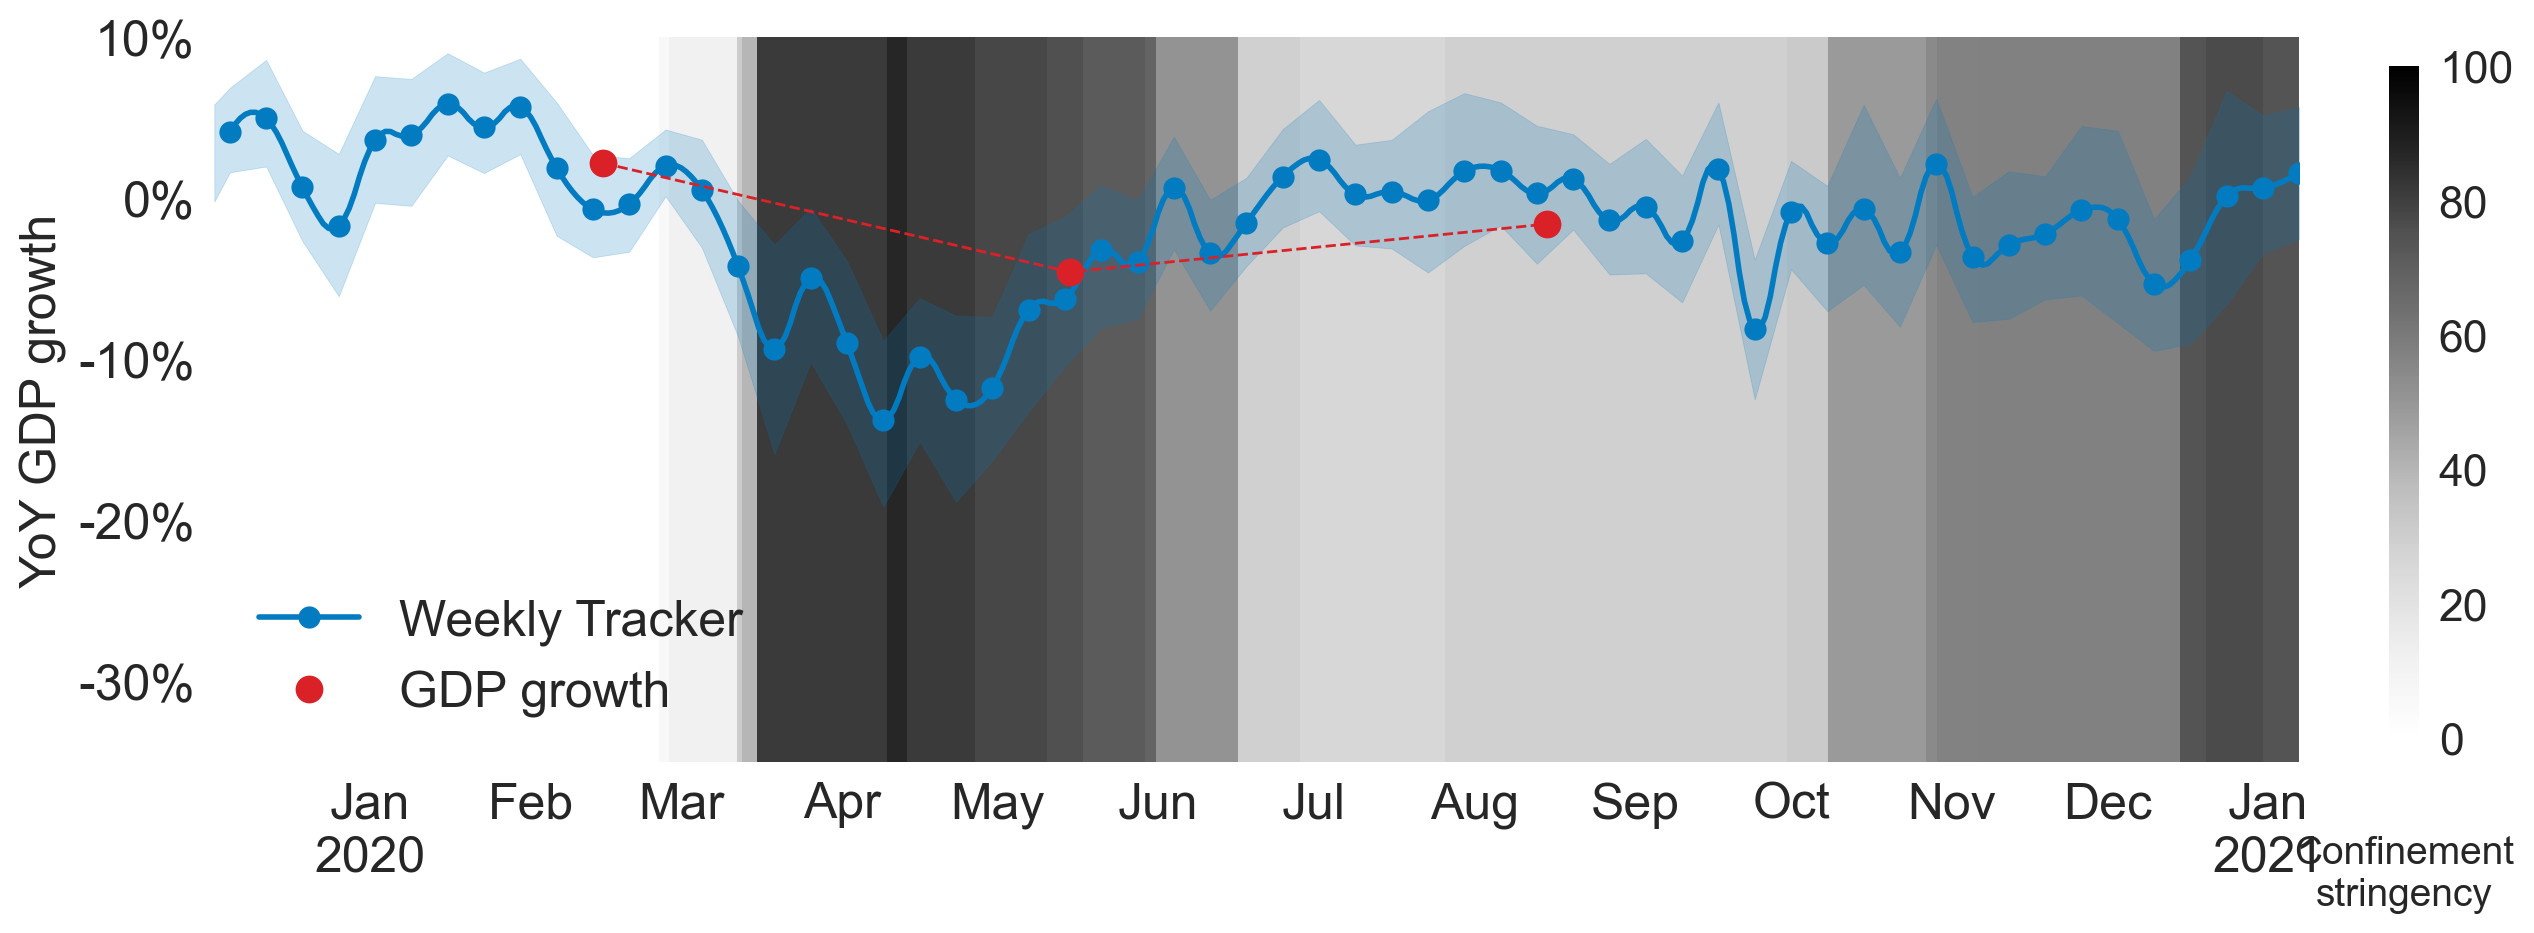 10%
0%
-10%
-20%
-30%
YoY GDP growth
Weekly Tracker
GDP growth
Jan
2020
Feb
Mar
Apr
May
Jun
Jul
Aug
Sep
Oct
Nov
Dec
Jan
2021
100
80
60
40
20
0
Confinement
stringency